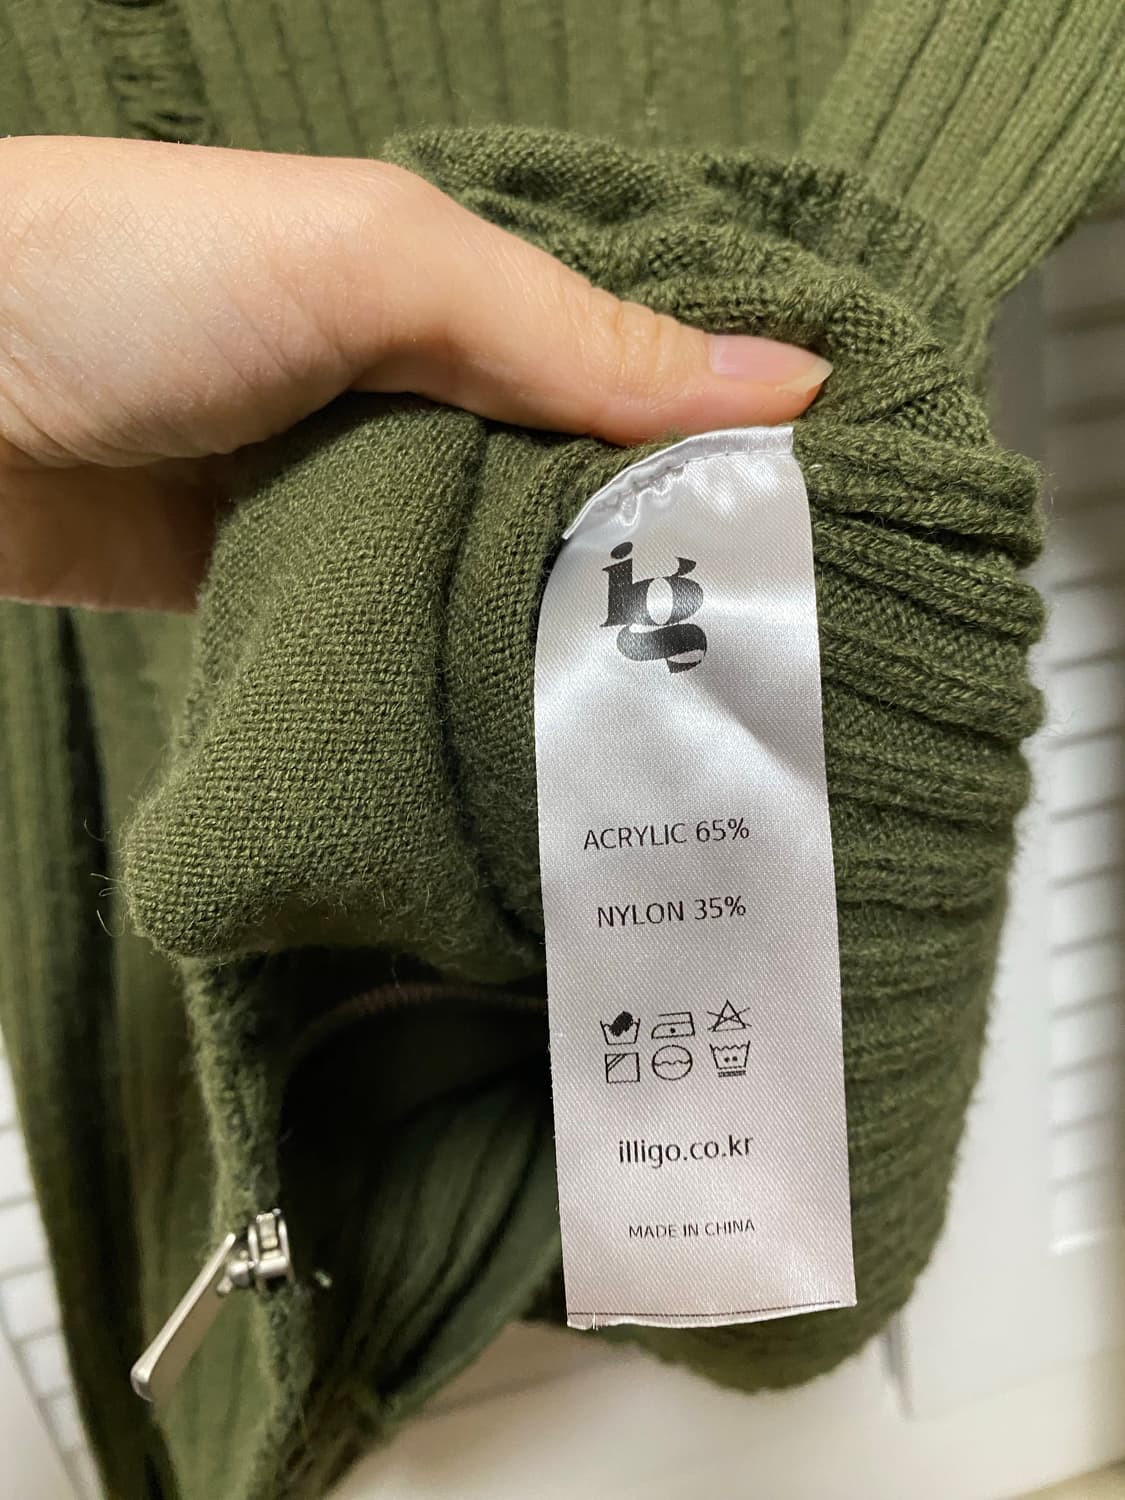 ig
ACRYLIC 65%
NYLON 35%
illigo.co.kr
MADE IN CHINA